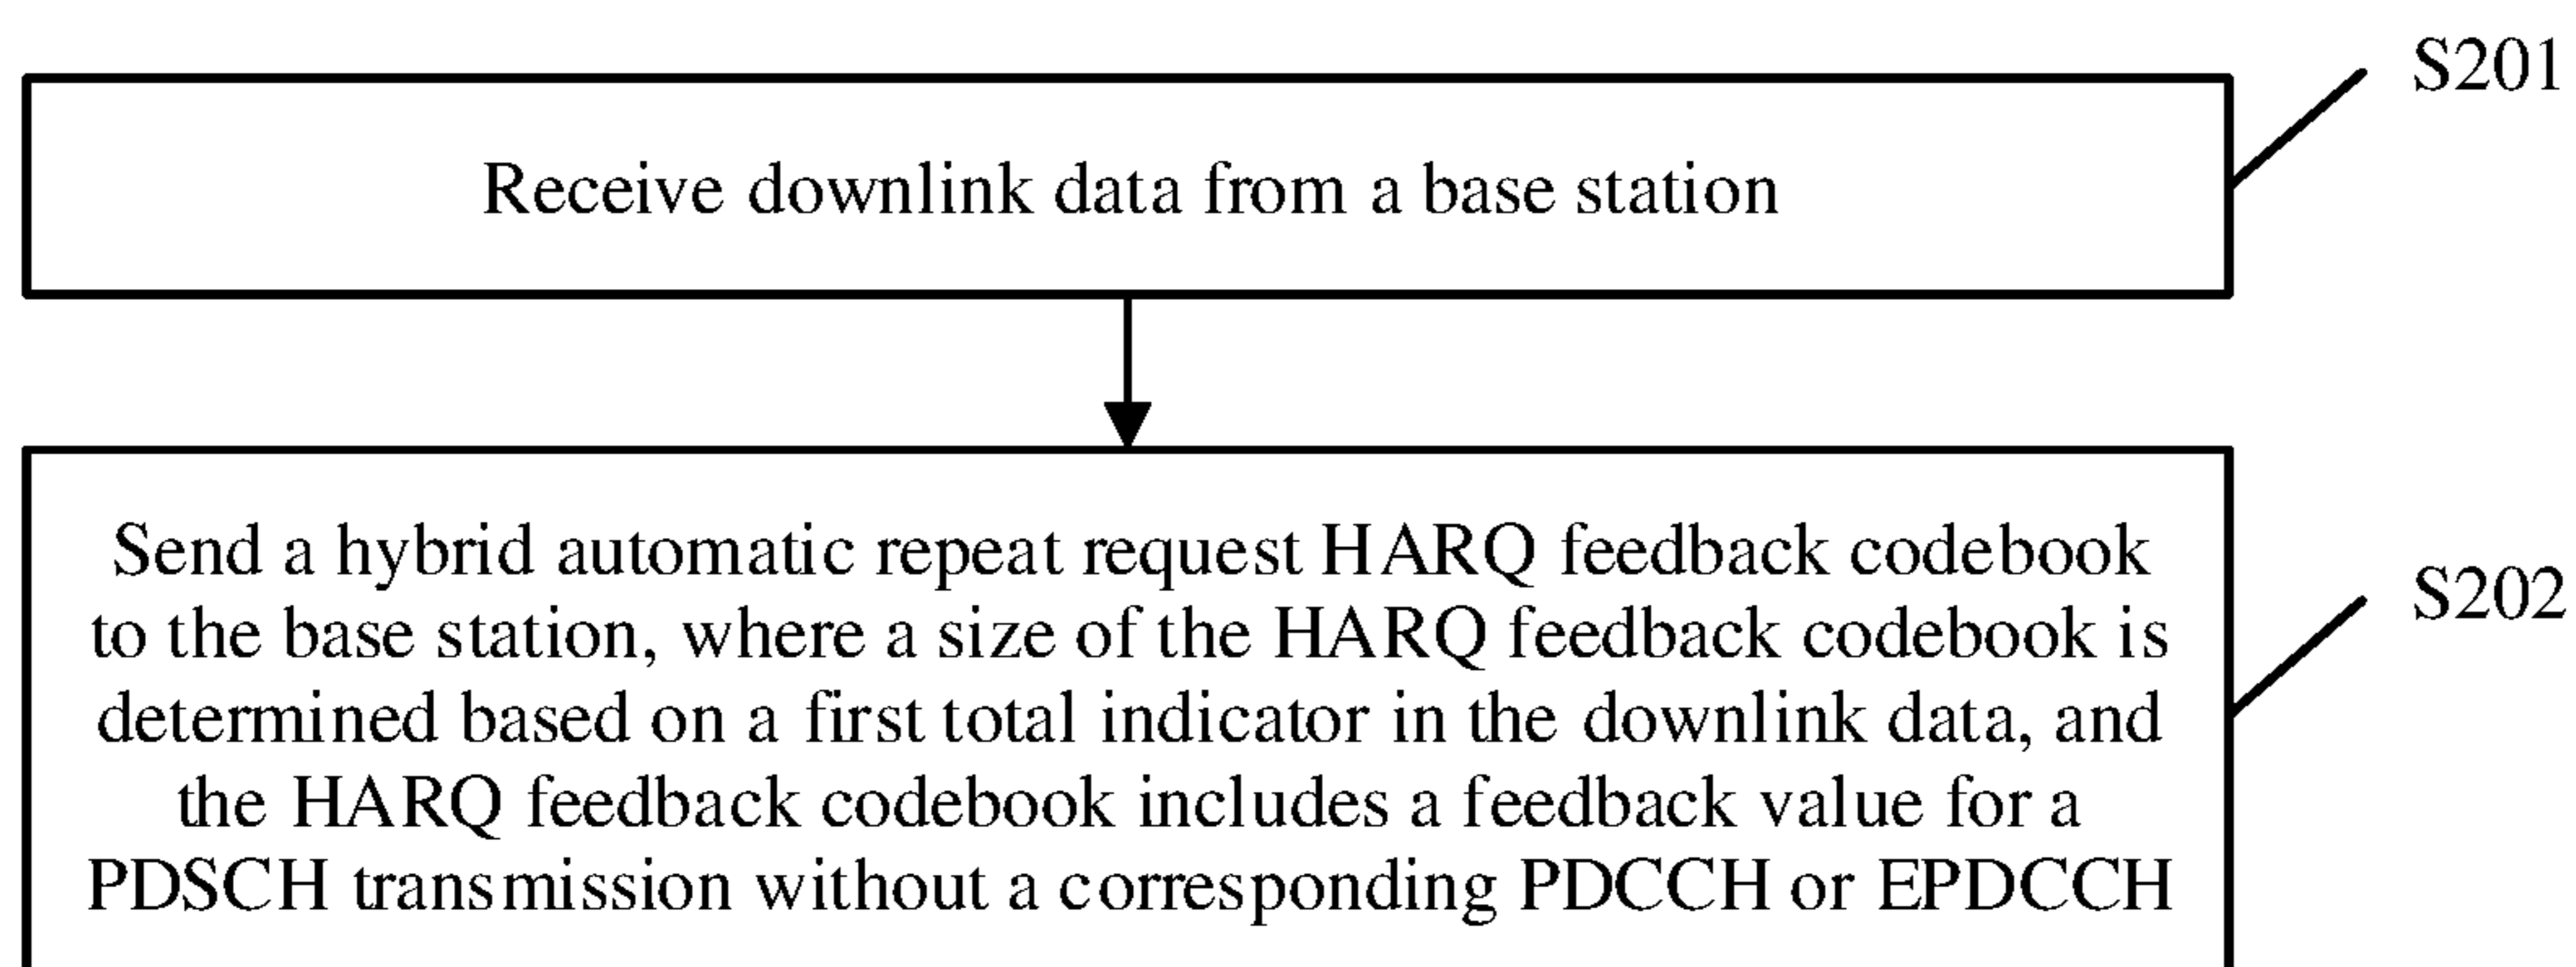 S201
Receive downlink data from a base station
Send a hybrid automatic repeat request HARQ feedback codebook
to the base station, where a size of the HARQ feedback codebook is
determined based on a first total indicator in the downlink data, and
the HARQ feedback codebook includes a feedback value for a
PDSCH transmission without a corresponding PDCCH or EPDCCH
S202